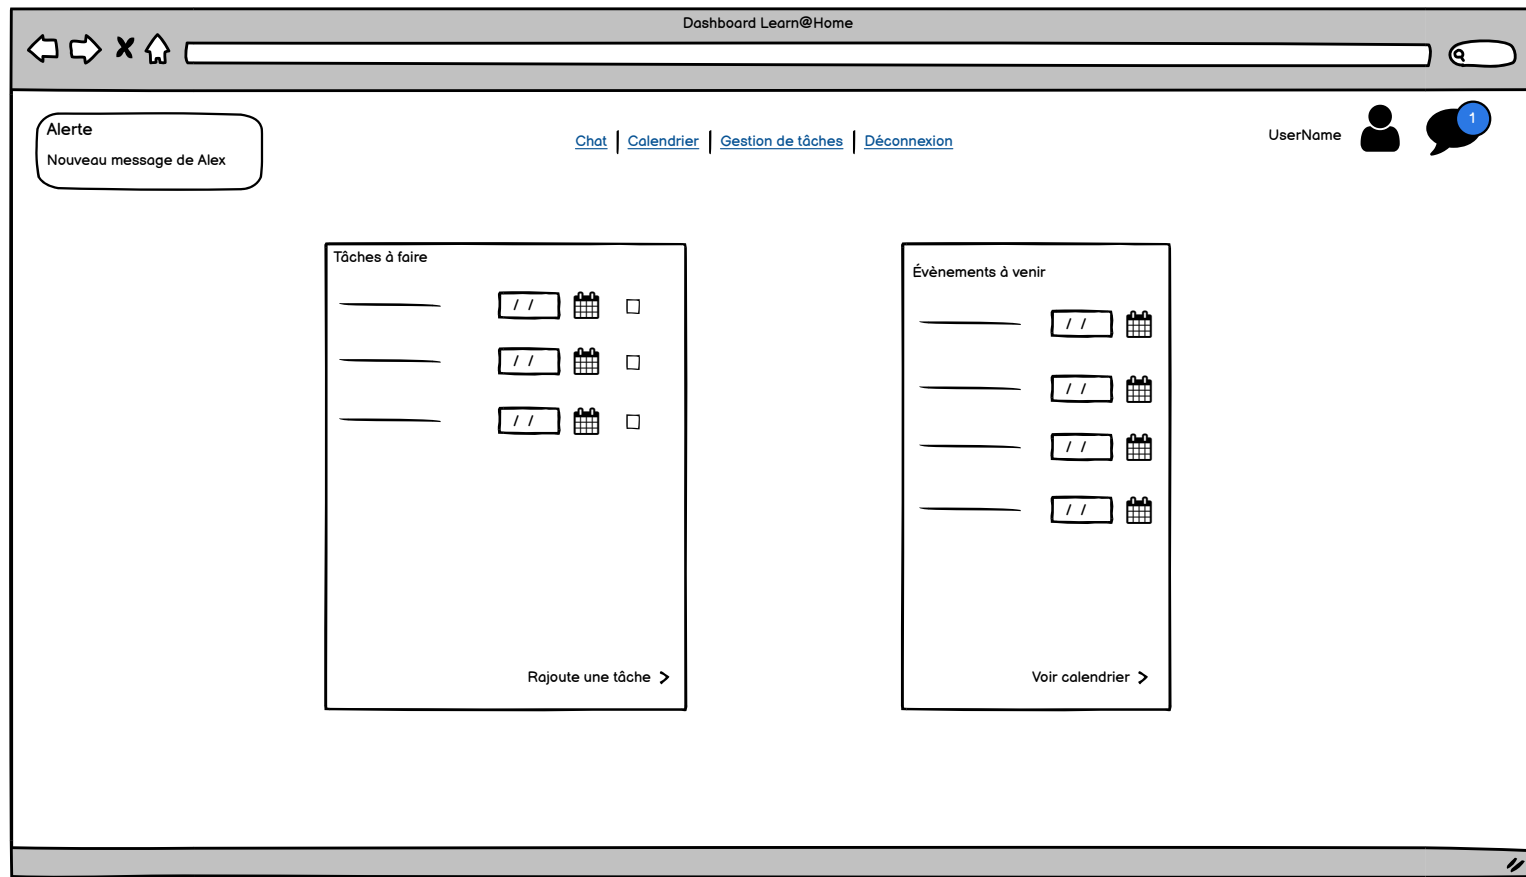 Dashboard Learn@Home
Alerte
Nouveau message de Alex
Chat | Calendrier | Gestion de tâches | Déconnexion
UserName
1
Tâches à faire
/ /
/ /
/ /
Rajoute une tâche >
Évènements à venir
/ /
/ /
/ /
/ /
Voir calendrier >